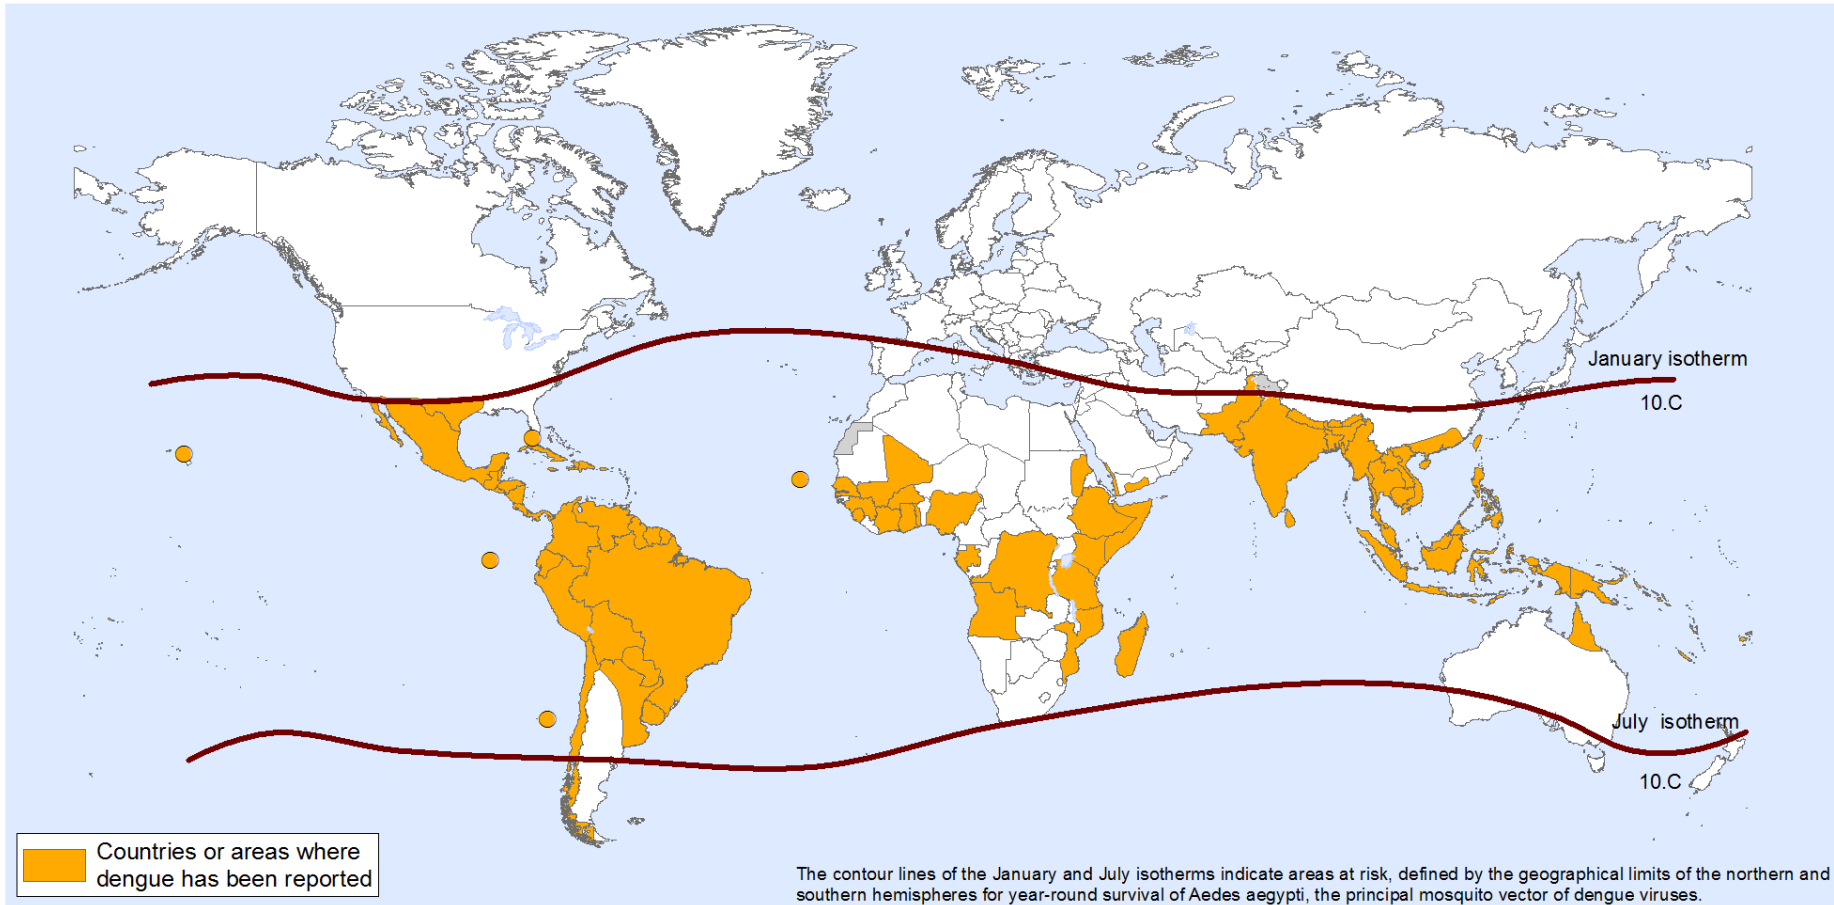 January isotherm
10.C
July isotherm
10.C
Countries or areas where
dengue has been reported
The contour lines of the January and July isotherms indicate areas at risk, defined by the geographical limits of the northern and
southern hemispheres for year-round survival of Aedes aegypti, the principal mosquito vector of dengue viruses.